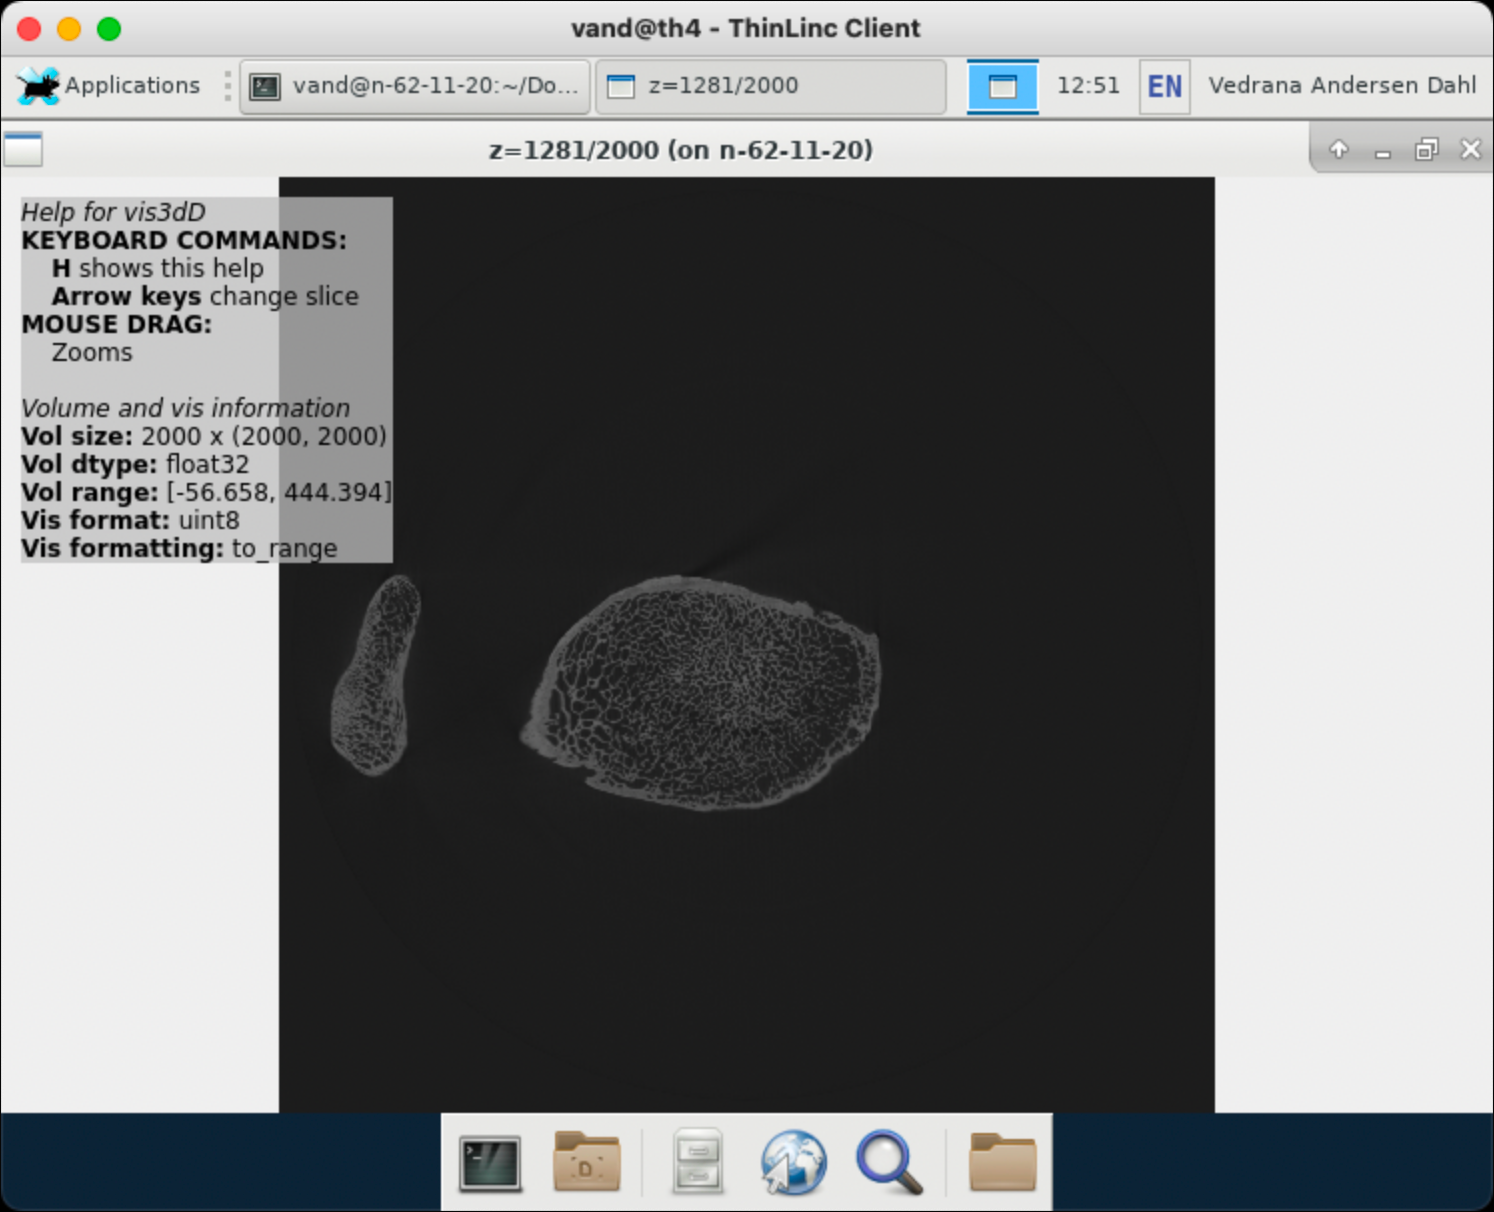 vand@th4 - ThinLinc Client
Applications
vand@n-62-11-20:~/Do...
z=1281/2000
12:51
EN
Vedrana Andersen Dahl
z=1281/2000 (on n-62-11-20)
Help for vis3dD
KEYBOARD COMMANDS:
H shows this help
Arrow keys change slice
MOUSE DRAG:
Zooms
Volume and vis information
Vol size: 2000 x (2000, 2000)
Vol dtype: float32
Vol range: [-56.658, 444.394]
Vis format: uint8
Vis formatting: to_range
D